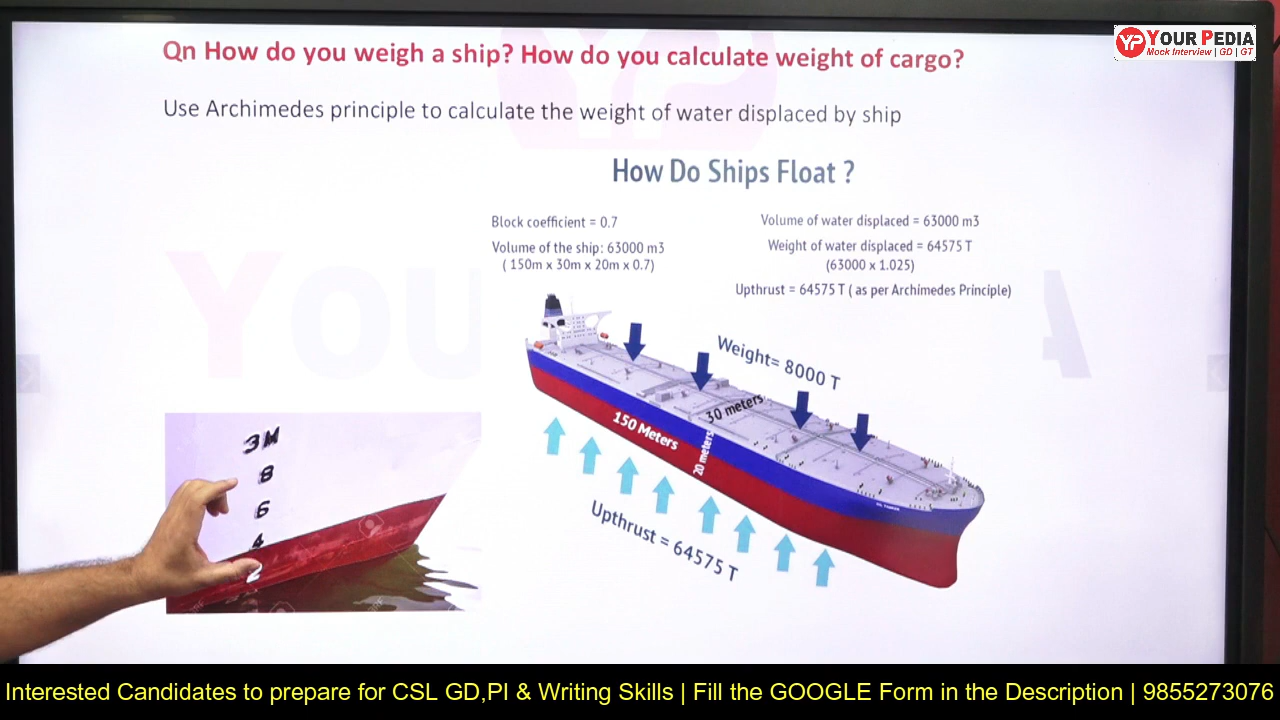 Qn How do you weigh a ship? How do you calculate weight of cargo?
YOUR PEDIA
Mock Interview | GD | GT
Use Archimedes principle to calculate the weight of water displaced by ship
How Do Ships Float ?
Block coefficient = 0.7
Volume of the ship: 63000 m3
( 150m x 30m x 20m x 0.7)
Volume of water displaced = 63000 m3
Weight of water displaced = 64575 T
(63000 x 1.025)
Upthrust = 64575 T ( as per Archimedes Principle)
Weight= 8000 T
30 meters
150 Meters
20 meters
Upthrust = 64575 T
3M
8
6
4
2
Interested Candidates to prepare for CSL GD,PI & Writing Skills | Fill the GOOGLE Form in the Description | 9855273076